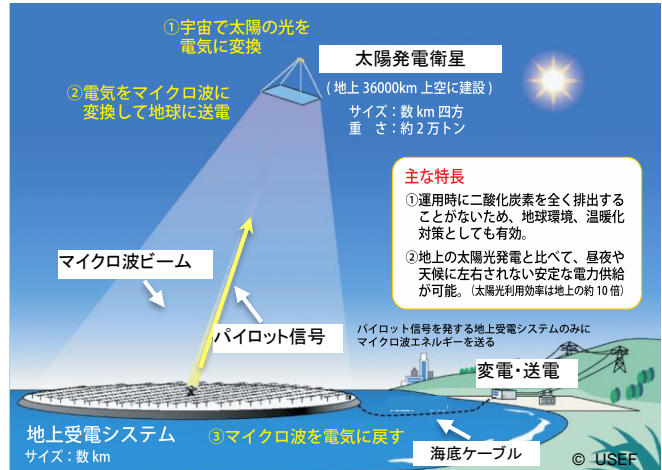 ①宇宙で太陽の光を
電気に変換
太陽発電衛星
(地上 36000km 上空に建設)
サイズ：数 km 四方
重　さ：約 2 万トン
②電気をマイクロ波に
変換して地球に送電
主な特長
①運用時に二酸化炭素を全く排出する
ことがないため、地球環境、温暖化
対策としても有効。
②地上の太陽光発電と比べて、昼夜や
天候に左右されない安定な電力供給
が可能。（太陽光利用効率は地上の約 10 倍）
マイクロ波ビーム
パイロット信号
パイロット信号を発する地上受電システムのみに
マイクロ波エネルギーを送る
変電・送電
地上受電システム
サイズ：数 km
③マイクロ波を電気に戻す
海底ケーブル
© USEF